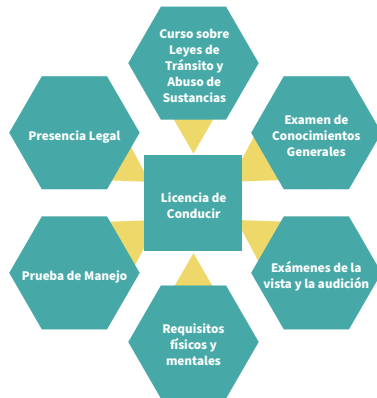 Curso sobre
Leyes de
Tránsito y
Abuso de
Sustancias
Examen de
Conocimientos
Generales
Exámenes de la
vista y la audición
Requisitos
físicos y
mentales
Prueba de Manejo
Presencia Legal
Licencia de
Conducir